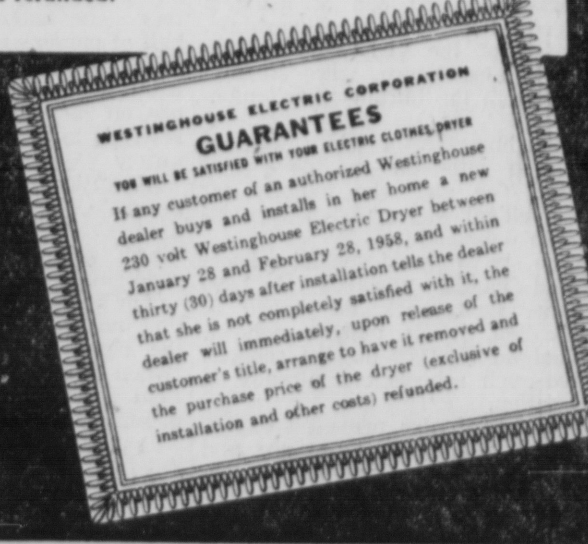 WESTINGHOUSE ELECTRIC CORPORATION
GUARANTEES
YOU WILL BE SATISFIED WITH YOUR ELECTRIC CLOTHES DRYER
If any customer of an authorized Westinghouse
dealer buys and installs in her home a new
230 volt Westinghouse Electric Dryer between
January 28 and February 28, 1958, and within
thirty (30) days after installation tells the dealer
that she is not completely satisfied with it, the
dealer will immediately, upon release of the
customer's title, arrange to have it removed and
the purchase price of the dryer (exclusive of
installation and other costs) refunded.